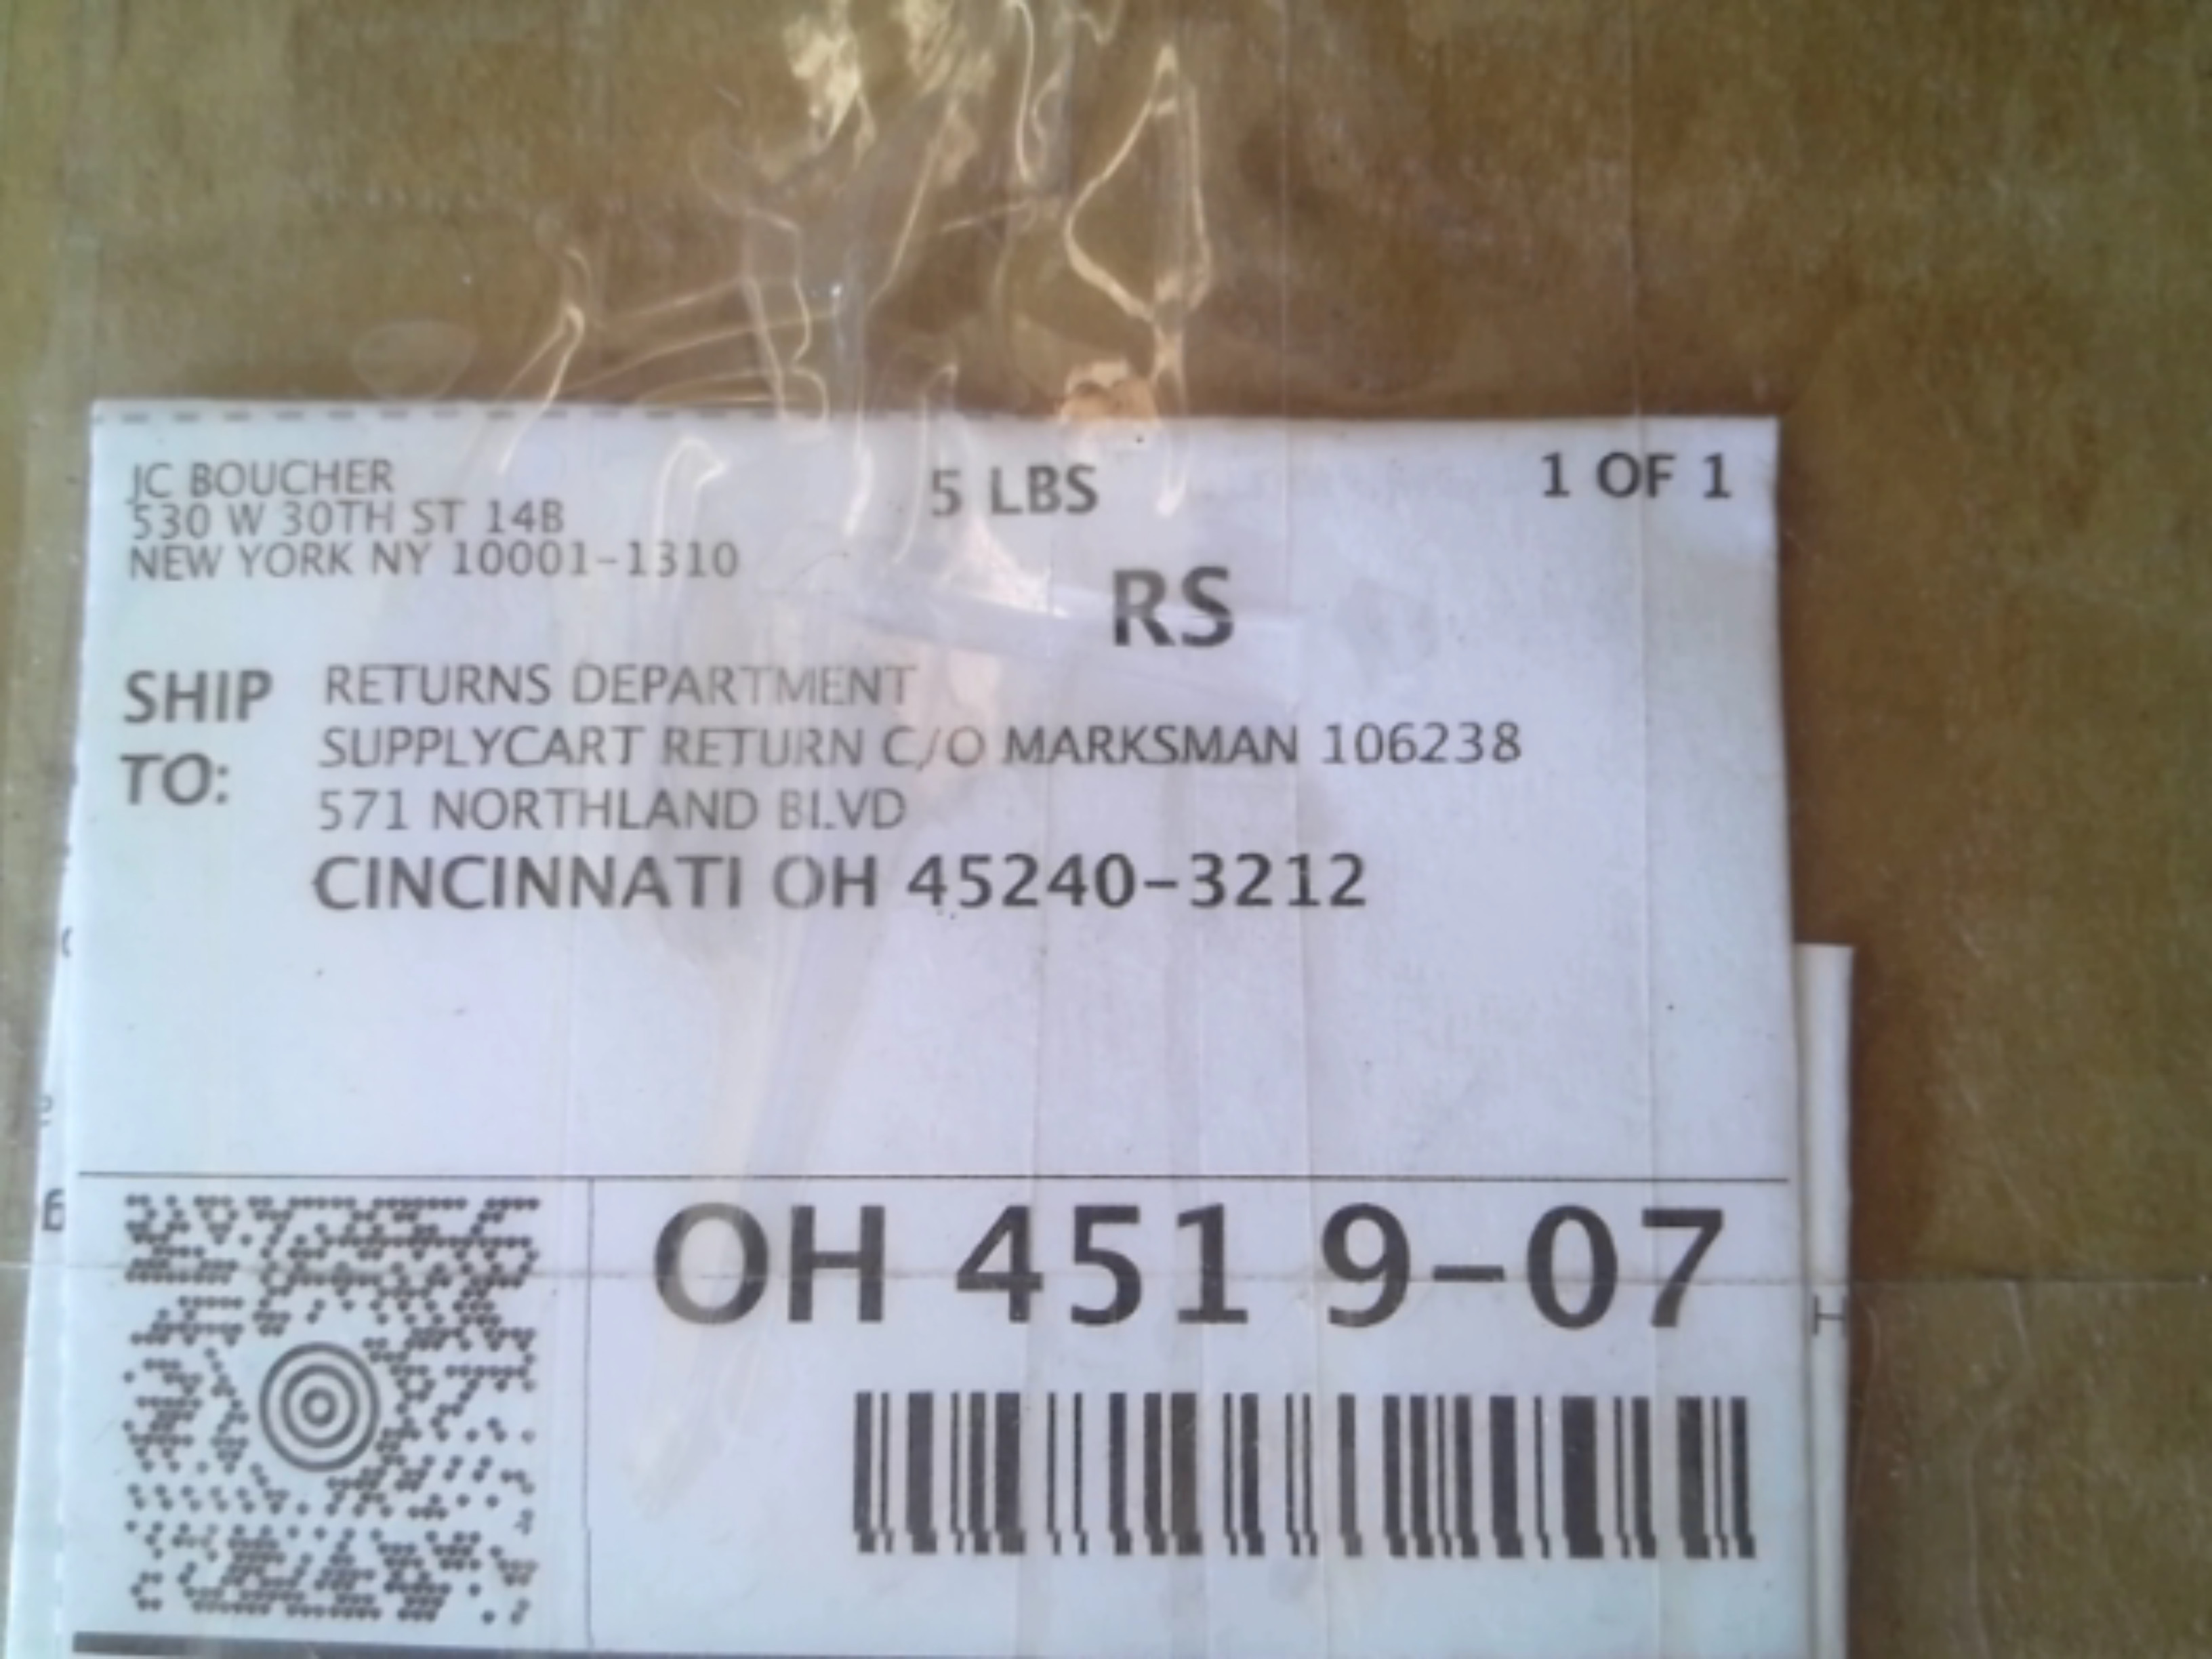 JC BOUCHER
530 W 30TH ST 14B
NEW YORK NY 10001-1310
5 LBS
1 OF 1
RS
SHIP TO:
RETURNS DEPARTMENT
SUPPLYCART RETURN C/O MARKSMAN 106238
571 NORTHLAND BLVD
CINCINNATI OH 45240-3212
OH 451 9-07